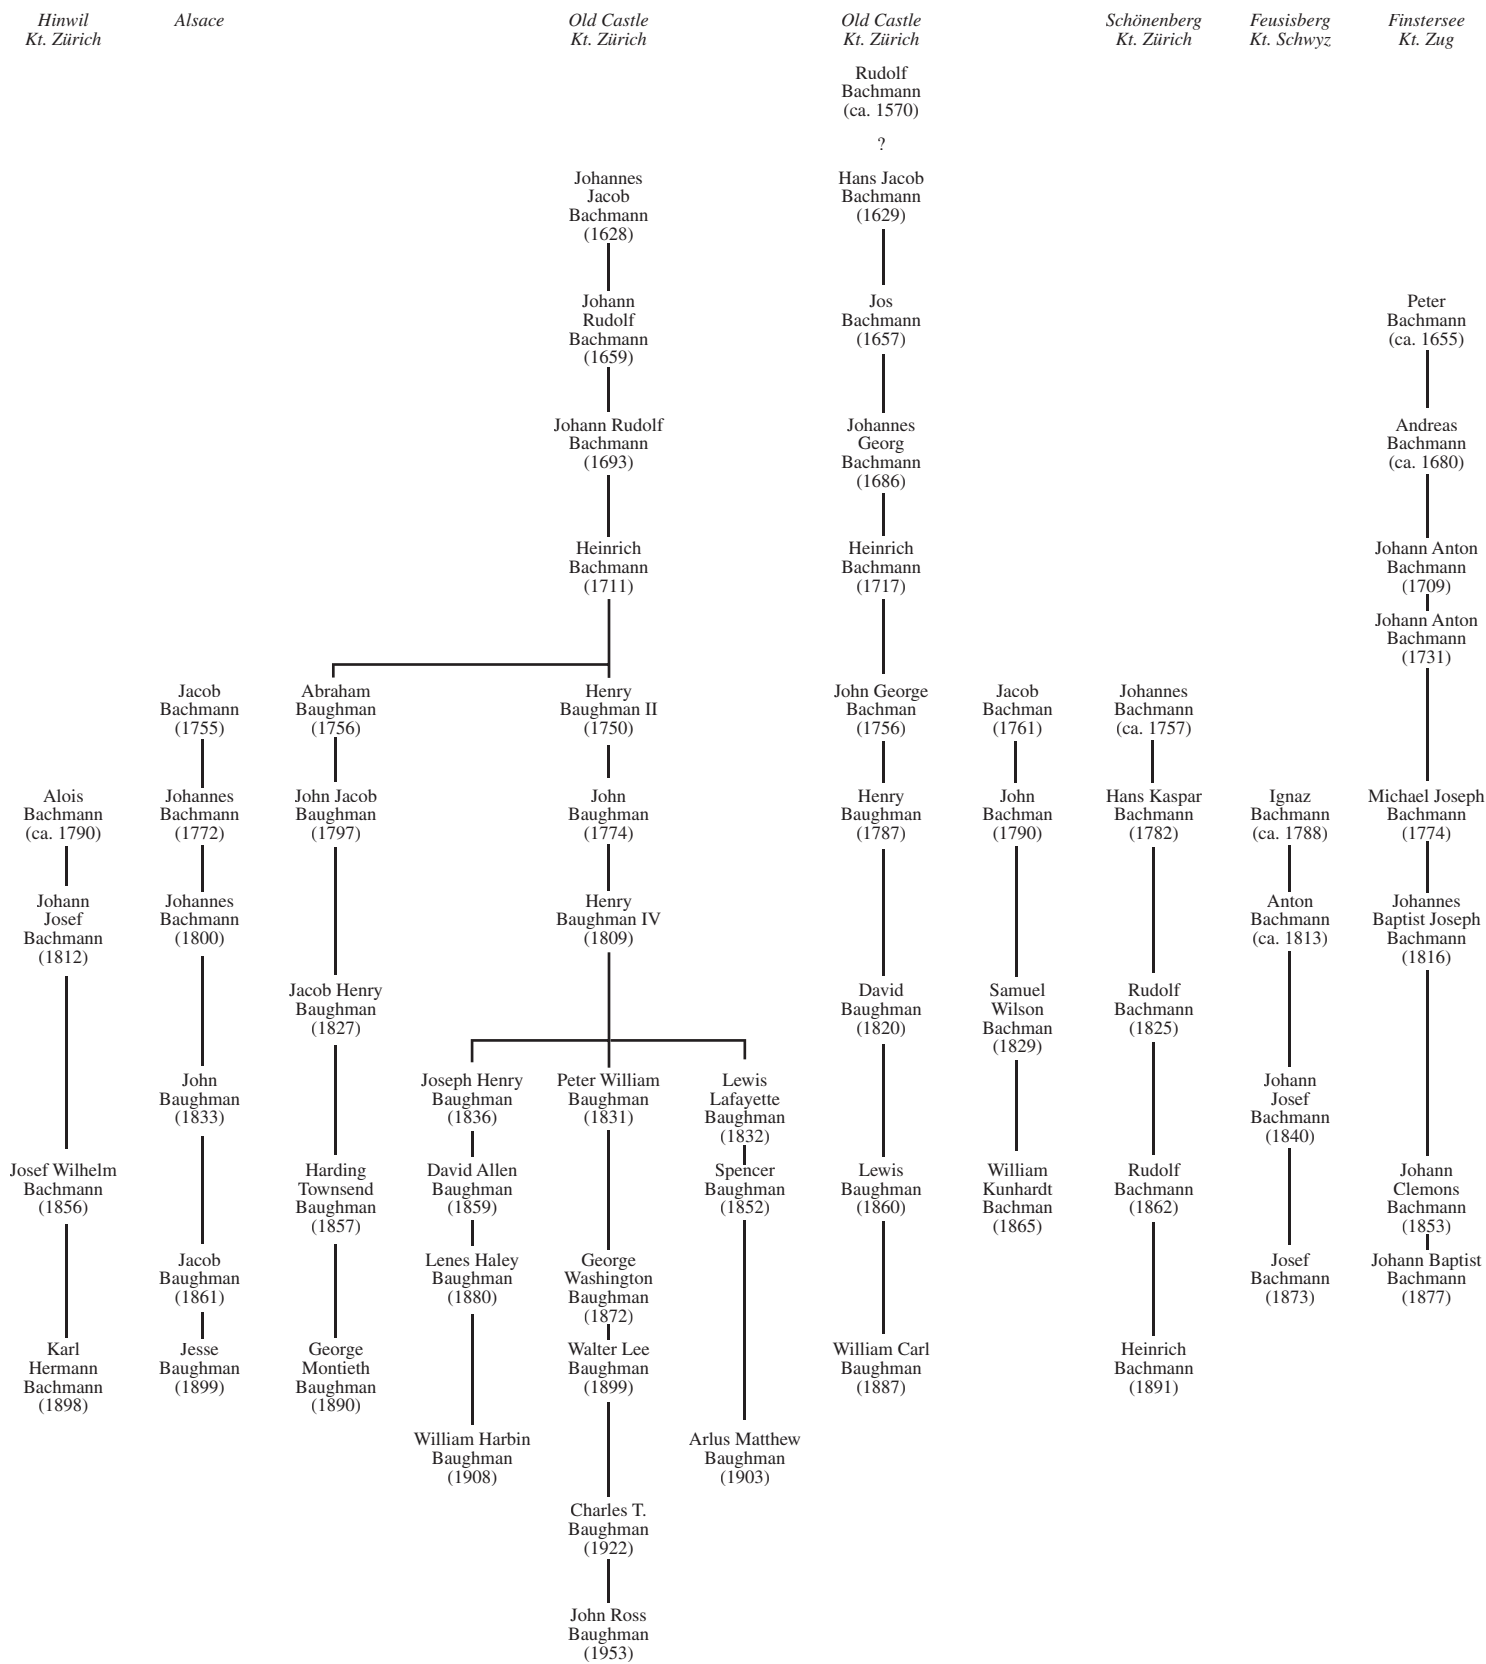 Hinwil
Kt. Zürich
Alsace
Old Castle
Kt. Zürich
Old Castle
Kt. Zürich
Schönenberg
Kt. Zürich
Feusisberg
Kt. Schwyz
Finstersee
Kt. Zug
Rudolf
Bachmann
(ca. 1570)
?
Johannes
Jacob
Bachmann
(1628)
Hans Jacob
Bachmann
(1629)
Johann
Rudolf
Bachmann
(1659)
Jos
Bachmann
(1657)
Peter
Bachmann
(ca. 1655)
Johann Rudolf
Bachmann
(1693)
Johannes
Georg
Bachmann
(1686)
Andreas
Bachmann
(ca. 1680)
Heinrich
Bachmann
(1711)
Heinrich
Bachmann
(1717)
Johann Anton
Bachmann
(1709)
Johann Anton
Bachmann
(1731)
Jacob
Bachmann
(1755)
Abraham
Baughman
(1756)
Henry
Baughman II
(1750)
John George
Bachman
(1756)
Jacob
Bachman
(1761)
Johannes
Bachmann
(ca. 1757)
Alois
Bachmann
(ca. 1790)
Johannes
Bachmann
(1772)
John Jacob
Baughman
(1797)
John
Baughman
(1774)
Henry
Baughman
(1787)
John
Bachman
(1790)
Hans Kaspar
Bachmann
(1782)
Ignaz
Bachmann
(ca. 1788)
Michael Joseph
Bachmann
(1774)
Johann
Josef
Bachmann
(1812)
Johannes
Bachmann
(1800)
Henry
Baughman IV
(1809)
Anton
Bachmann
(ca. 1813)
Johannes
Baptist Joseph
Bachmann
(1816)
Jacob Henry
Baughman
(1827)
David
Baughman
(1820)
Samuel
Wilson
Bachman
(1829)
Rudolf
Bachmann
(1825)
John
Baughman
(1833)
Joseph Henry
Baughman
(1836)
Peter William
Baughman
(1831)
Lewis
Lafayette
Baughman
(1832)
Johann
Josef
Bachmann
(1840)
Josef Wilhelm
Bachmann
(1856)
Harding
Townsend
Baughman
(1857)
David Allen
Baughman
(1859)
Spencer
Baughman
(1852)
Lewis
Baughman
(1860)
William
Kunhardt
Bachman
(1865)
Rudolf
Bachmann
(1862)
Johann
Clemons
Bachmann
(1853)
Jacob
Baughman
(1861)
Lenes Haley
Baughman
(1880)
George
Washington
Baughman
(1872)
Josef
Bachmann
(1873)
Johann Baptist
Bachmann
(1877)
Karl
Hermann
Bachmann
(1898)
Jesse
Baughman
(1899)
George
Montieth
Baughman
(1890)
Walter Lee
Baughman
(1899)
William Carl
Baughman
(1887)
Heinrich
Bachmann
(1891)
William Harbin
Baughman
(1908)
Arlus Matthew
Baughman
(1903)
Charles T.
Baughman
(1922)
John Ross
Baughman
(1953)